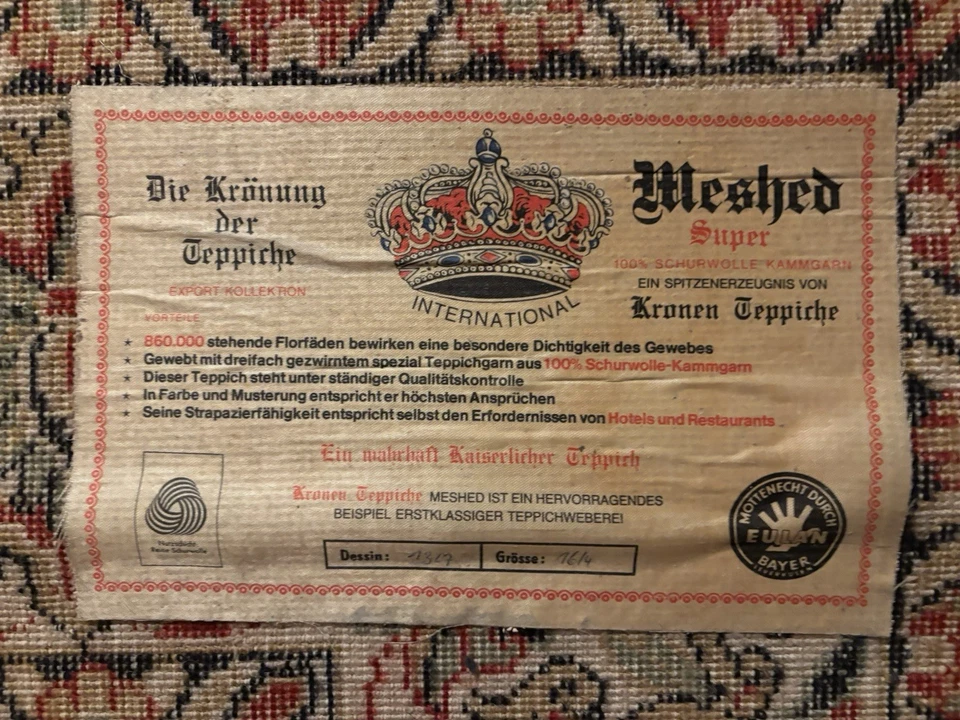 Die Krönung
der
Teppiche
EXPORT KOLLEKTION
INTERNATIONAL
Meshed
Super
100% SCHURWOLLE KAMMGARN
EIN SPITZENERZEUGNIS VON
Kronen Teppiche
VORTEILE
* 860.000 stehende Florfäden bewirken eine besondere Dichtigkeit des Gewebes
* Gewebt mit dreifach gezwirntem spezial Teppichgarn aus 100% Schurwolle-Kammgarn
* Dieser Teppich steht unter ständiger Qualitätskontrolle
* In Farbe und Musterung entspricht er höchsten Ansprüchen
* Seine Strapazierfähigkeit entspricht selbst den Erfordernissen von Hotels und Restaurants
Ein wahrhaft Kaiserlicher Teppich
Kronen Teppiche MESHED IST EIN HERVORRAGENDES
BEISPIEL ERSTKLASSIGER TEPPICHWEBEREI
Reine Schurwolle
Dessin:
Grösse: 16/4
MOTTENECHT DURCH
EULAN
BAYER